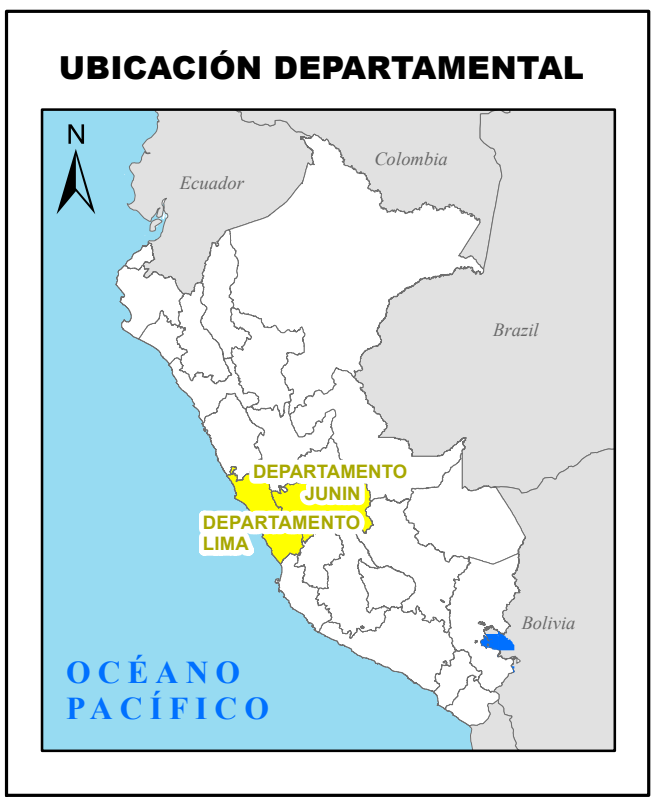 UBICACIÓN DEPARTAMENTAL
N
Colombia
Ecuador
Brazil
DEPARTAMENTO
JUNIN
DEPARTAMENTO
LIMA
Bolivia
OCÉANO
PACÍFICO